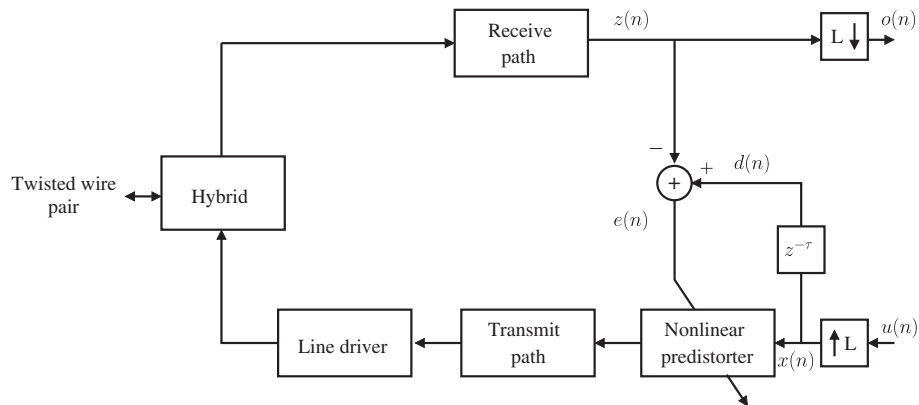 z(n)
o(n)
Receive
path
L
−
+
d(n)
+
Twisted wire
pair
Hybrid
e(n)
z^{−τ}
u(n)
Line driver
Transmit
path
Nonlinear
predistorter
x(n)
L